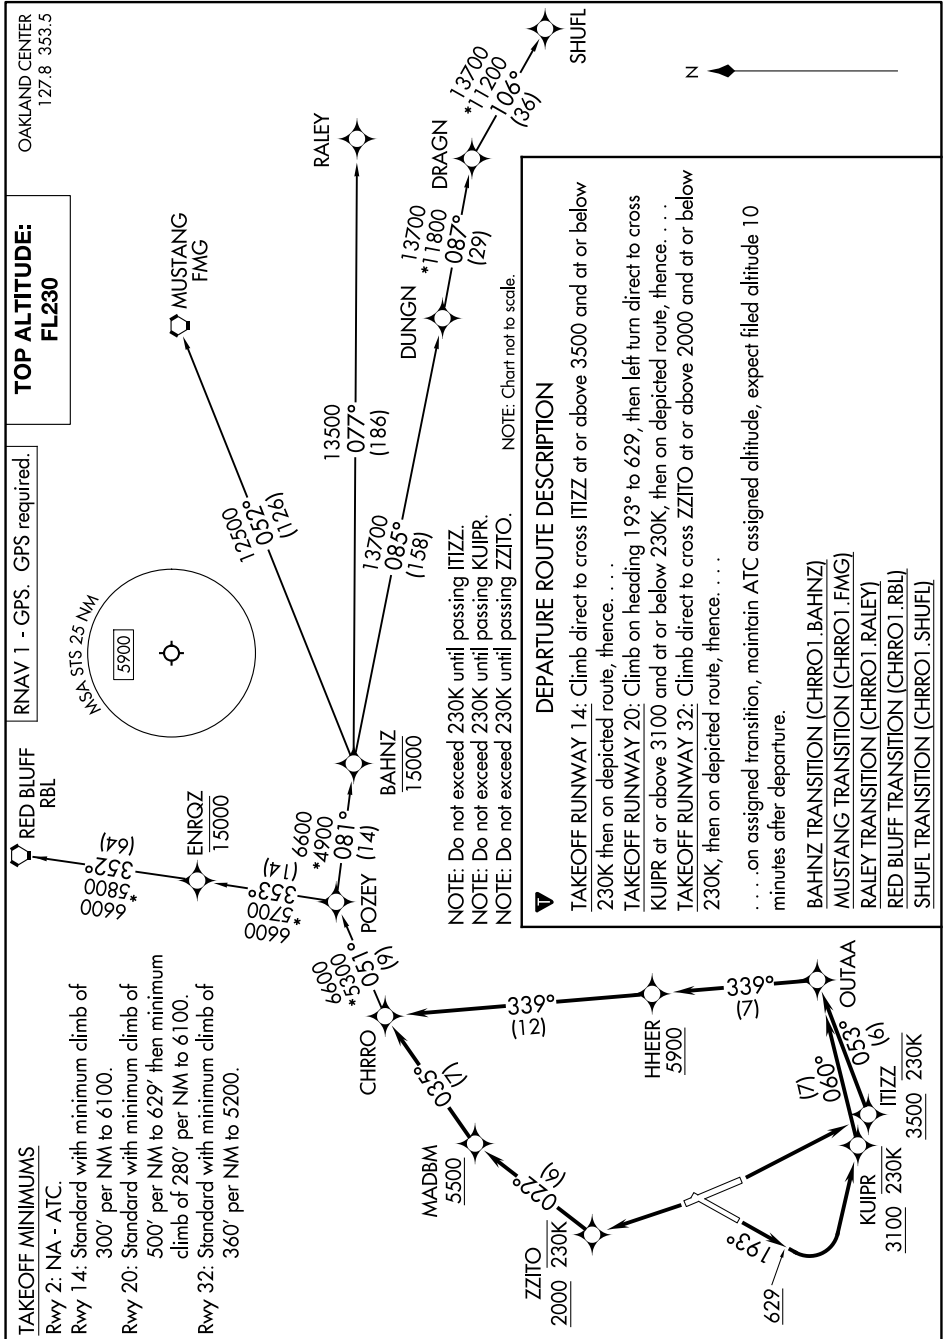 TAKEOFF MINIMUMS
Rwy 2: NA - ATC.
Rwy 14: Standard with minimum climb of
300' per NM to 6100.
Rwy 20: Standard with minimum climb of
500' per NM to 629' then minimum
climb of 280' per NM to 6100.
Rwy 32: Standard with minimum climb of
360' per NM to 5200.
RED BLUFF
RBL
RNAV 1 - GPS.  GPS required.
TOP ALTITUDE:
FL230
OAKLAND CENTER
127.8  353.5
6600
*5800
352°
(64)
ENRQZ
15000
MSA STS 25 NM
5900
MUSTANG
FMG
12500
052°
(126)
6600
*5700
353°
(14)
POZEY
6600
*4900
081°
(14)
BAHNZ
15000
13500
077°
(186)
RALEY
13700
085°
(158)
DUNGN
13700
*11800
087°
(29)
DRAGN
13700
*11200
106°
(36)
SHUFL
N
6600
*5300
051°
(9)
CHRRO
035°
(7)
MADBM
5500
022°
(6)
ZZITO
2000  230K
339°
(12)
HHEER
5900
339°
(7)
OUTAA
(7)
060°
053°
(6)
ITIZZ
3500  230K
KUIPR
3100  230K
193°
629
NOTE: Do not exceed 230K until passing ITIZZ.
NOTE: Do not exceed 230K until passing KUIPR.
NOTE: Do not exceed 230K until passing ZZITO.
NOTE: Chart not to scale.
T
DEPARTURE ROUTE DESCRIPTION
TAKEOFF RUNWAY 14: Climb direct to cross ITIZZ at or above 3500 and at or below
230K then on depicted route, thence. . . .
TAKEOFF RUNWAY 20: Climb on heading 193° to 629, then left turn direct to cross
KUIPR at or above 3100 and at or below 230K, then on depicted route, thence. . . .
TAKEOFF RUNWAY 32: Climb direct to cross ZZITO at or above 2000 and at or below
230K, then on depicted route, thence. . . .
. . . .on assigned transition, maintain ATC assigned altitude, expect filed altitude 10
minutes after departure.
BAHNZ TRANSITION (CHRRO1.BAHNZ)
MUSTANG TRANSITION (CHRRO1.FMG)
RALEY TRANSITION (CHRRO1.RALEY)
RED BLUFF TRANSITION (CHRRO1.RBL)
SHUFL TRANSITION (CHRRO1.SHUFL)